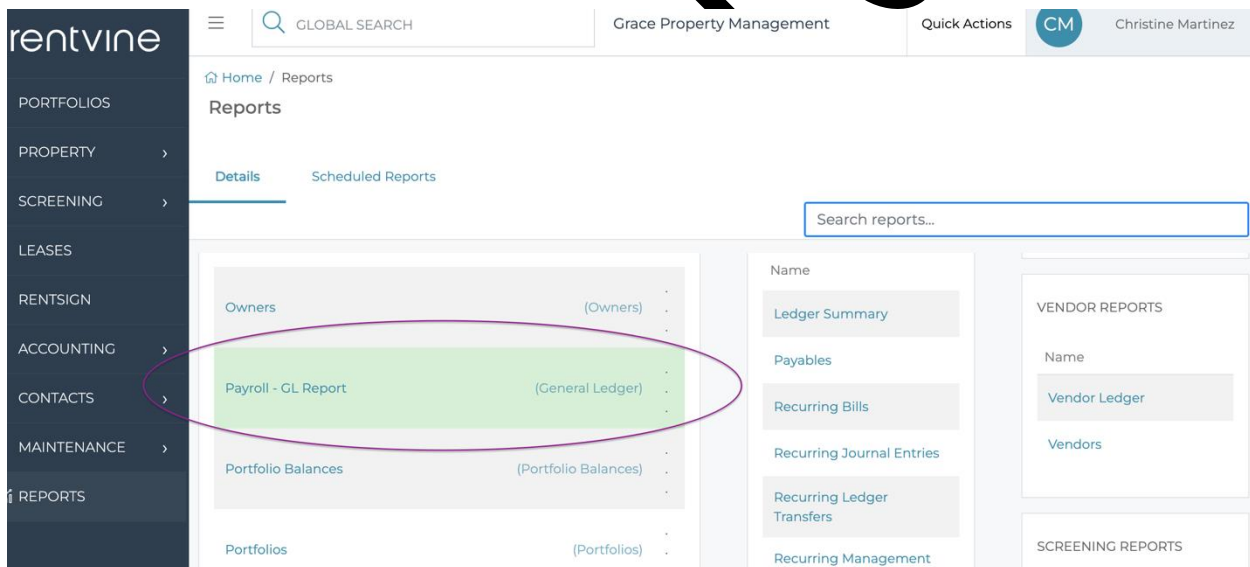 rentvine
GLOBAL SEARCH
Grace Property Management
Quick Actions
CM
Christine Martinez
PORTFOLIOS
PROPERTY
SCREENING
LEASES
RENTSIGN
ACCOUNTING
CONTACTS
MAINTENANCE
REPORTS
Home / Reports
Reports
Details Scheduled Reports
Search reports...
Owners (Owners)
Payroll - GL Report (General Ledger)
Portfolio Balances (Portfolio Balances)
Portfolios (Portfolios)
Name
Ledger Summary
Payables
Recurring Bills
Recurring Journal Entries
Recurring Ledger
Transfers
Recurring Management
VENDOR REPORTS
Name
Vendor Ledger
Vendors
SCREENING REPORTS